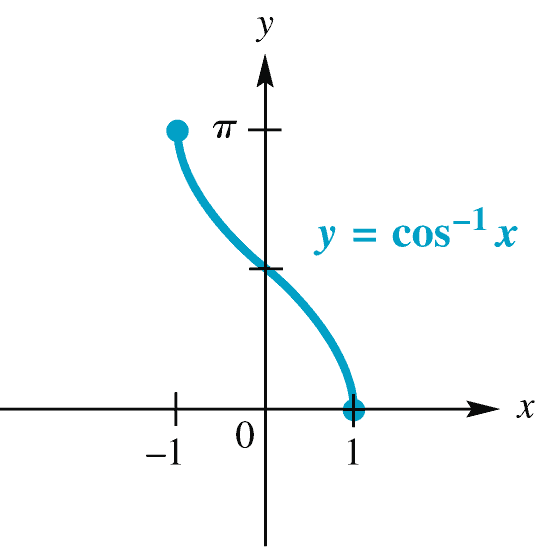 y
π
y = cos⁻¹ x
x
0
−1
1